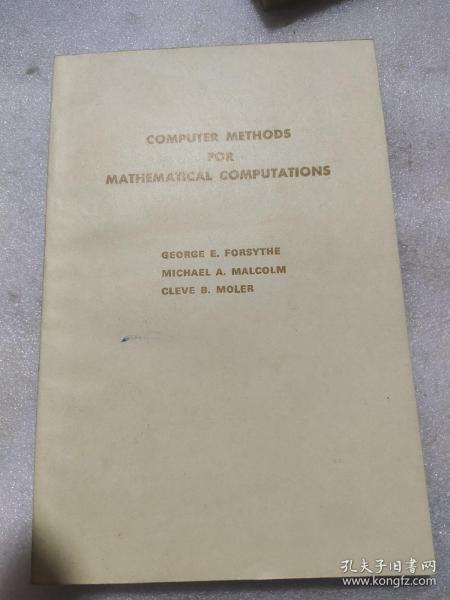 COMPUTER METHODS
FOR
MATHEMATICAL COMPUTATIONS
GEORGE E. FORSYTHE
MICHAEL A. MALCOLM
CLEVE B. MOLER
孔夫子旧书网
www.kongfz.com